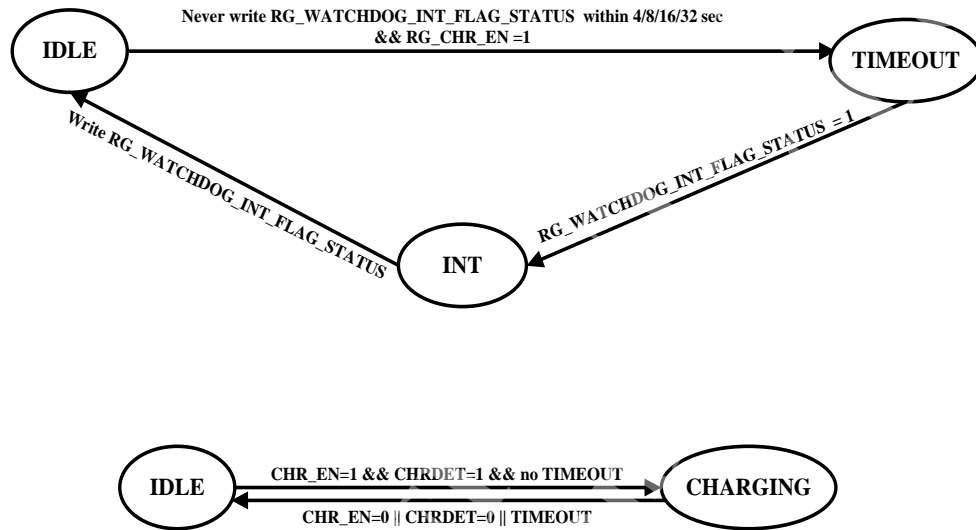 Never write RG_WATCHDOG_INT_FLAG_STATUS within 4/8/16/32 sec
&& RG_CHR_EN =1
IDLE
TIMEOUT
Write RG_WATCHDOG_INT_FLAG_STATUS
RG_WATCHDOG_INT_FLAG_STATUS = 1
INT
CHR_EN=1 && CHRDET=1 && no TIMEOUT
IDLE
CHARGING
CHR_EN=0 || CHRDET=0 || TIMEOUT